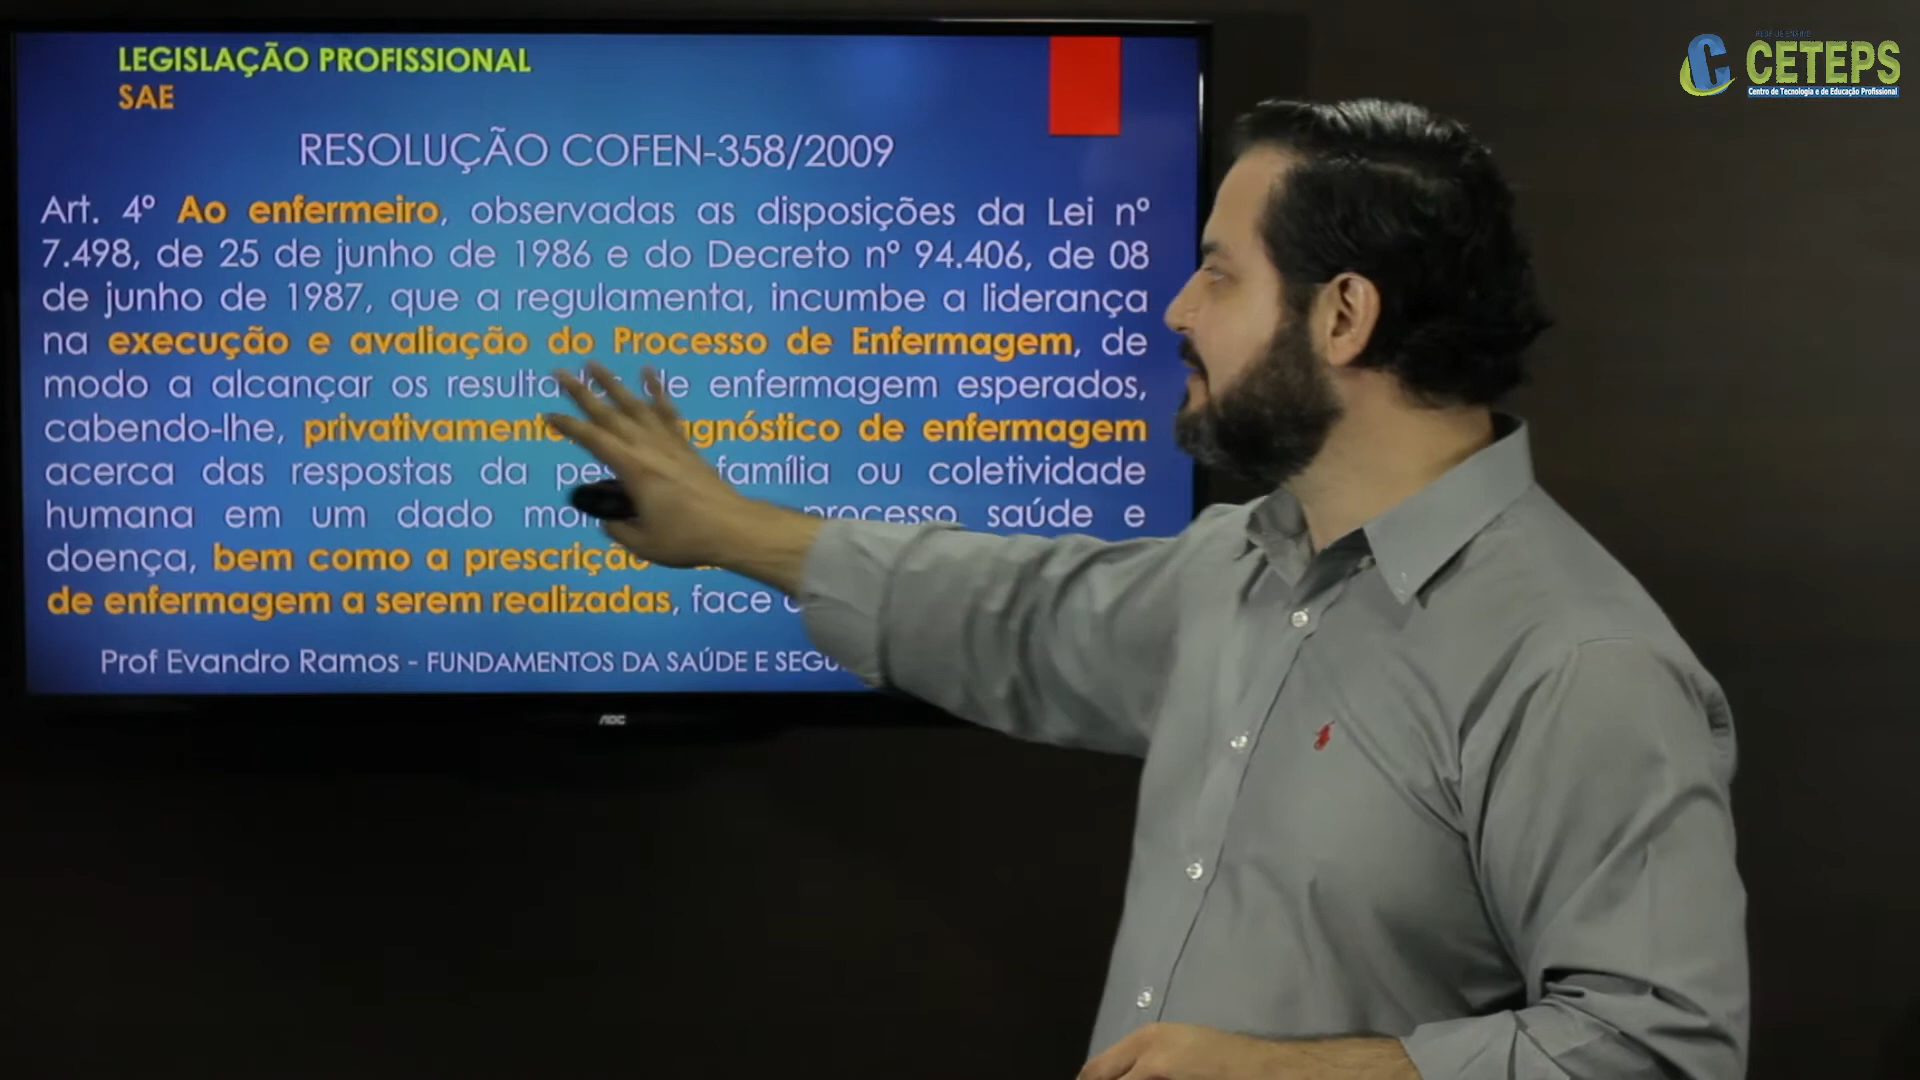 LEGISLAÇÃO PROFISSIONAL
SAE
RESOLUÇÃO COFEN-358/2009
Art. 4º Ao enfermeiro, observadas as disposições da Lei nº
7.498, de 25 de junho de 1986 e do Decreto nº 94.406, de 08
de junho de 1987, que a regulamenta, incumbe a liderança
na execução e avaliação do Processo de Enfermagem, de
modo a alcançar os resultados de enfermagem esperados,
cabendo-lhe, privativamente, diagnóstico de enfermagem
acerca das respostas da família ou coletividade
humana em um dado processo saúde e
doença, bem como a prescrição
de enfermagem a serem realizadas, face
Prof Evandro Ramos - FUNDAMENTOS DA SAÚDE E
AOC
CETEPS
Centro de Tecnologia e de Educação Profissional